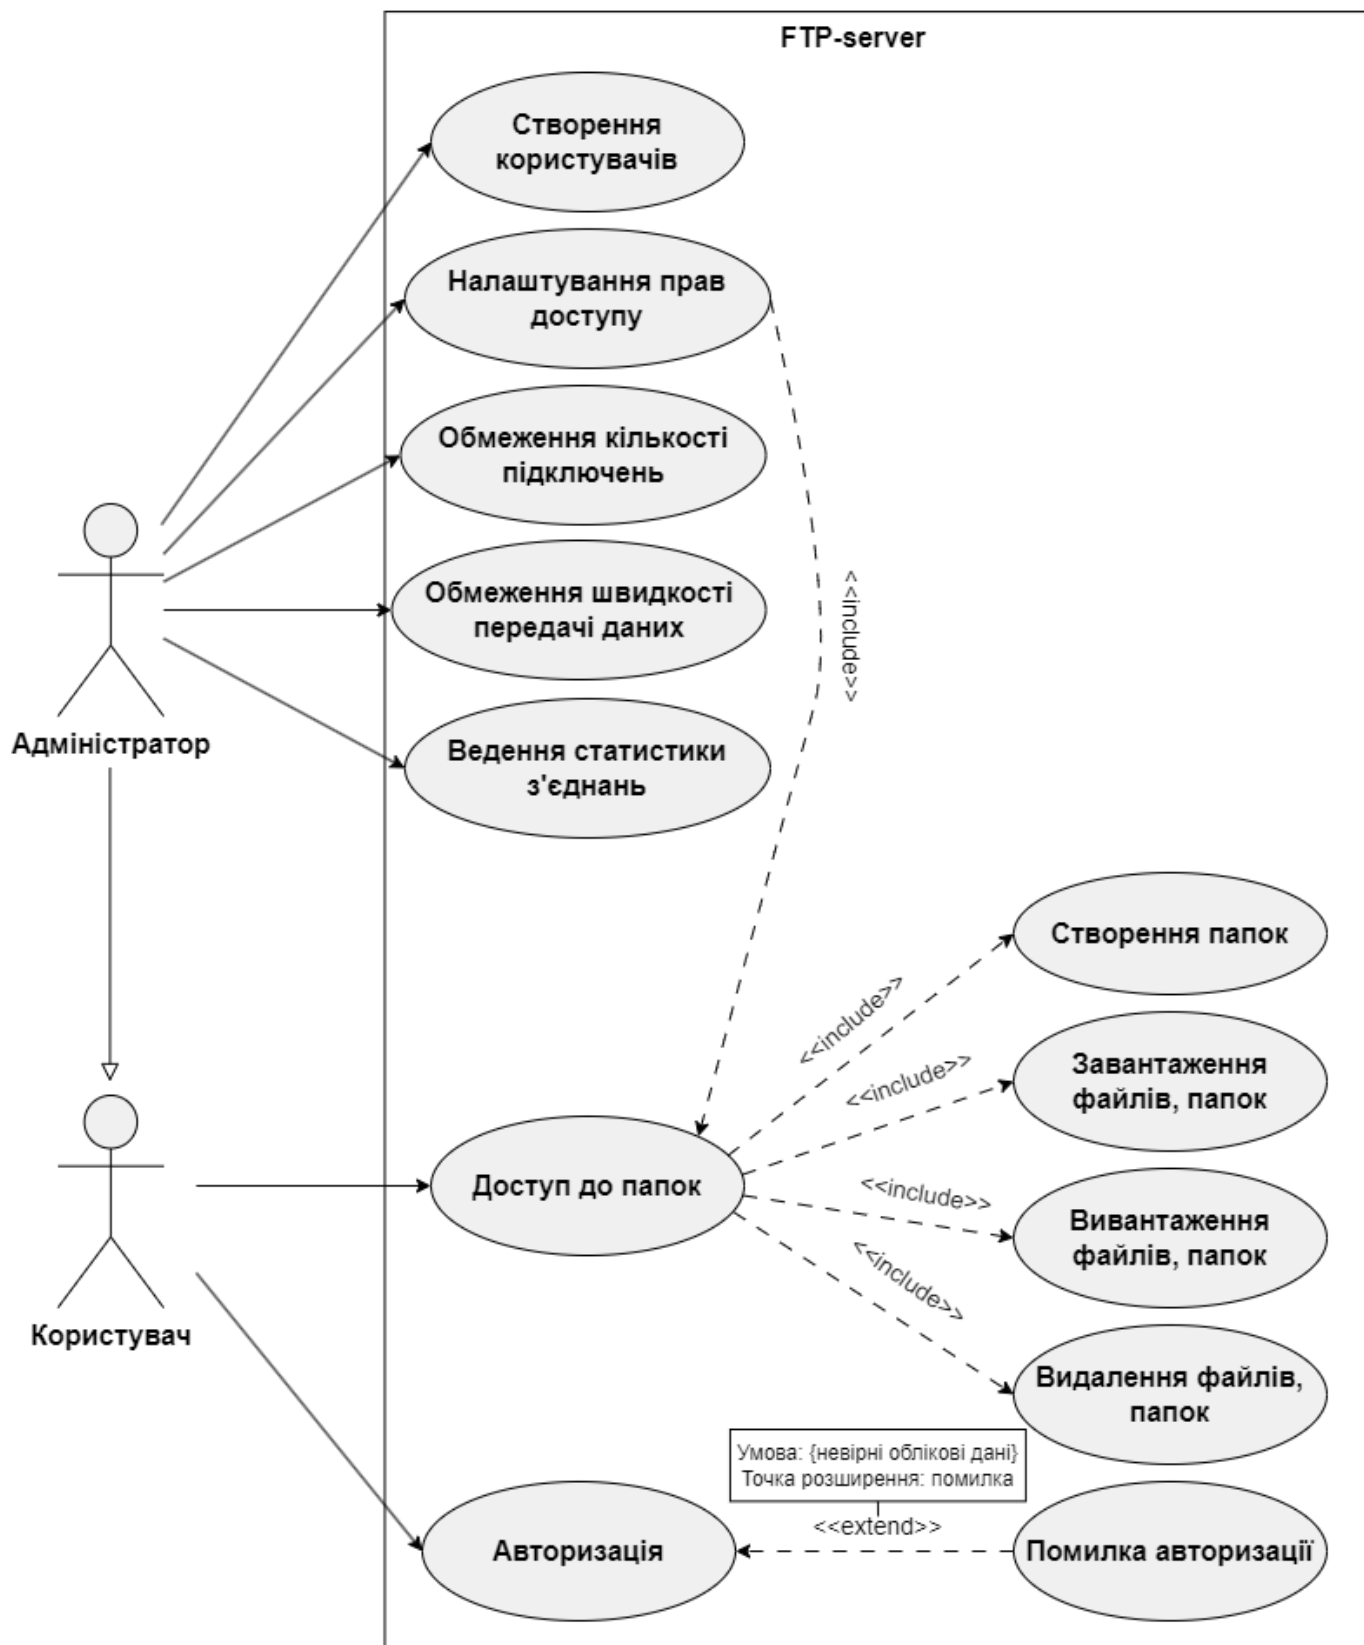 FTP-server
Створення
користувачів
Налаштування прав
доступу
Обмеження кількості
підключень
Обмеження швидкості
передачі даних
<<include>>
Адміністратор
Ведення статистики
з'єднань
Створення папок
<<include>>
Завантаження
файлів, папок
<<include>>
Доступ до папок
<<include>>
Вивантаження
файлів, папок
<<include>>
Користувач
Видалення файлів,
папок
Умова: {невірні облікові дані}
Точка розширення: помилка
<<extend>>
Авторизація
Помилка авторизації